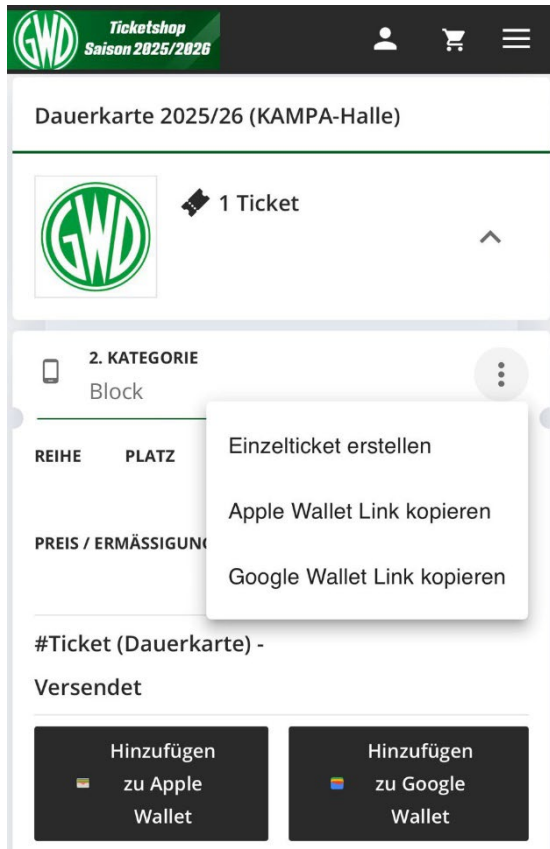 GWD
Ticketshop
Saison 2025/2026
Dauerkarte 2025/26 (KAMPA-Halle)
GWD
1 Ticket
2. KATEGORIE
Block
Einzelticket erstellen
REIHE PLATZ
Apple Wallet Link kopieren
PREIS / ERMÄSSIGUN
Google Wallet Link kopieren
#Ticket (Dauerkarte) -
Versendet
Hinzufügen
zu Apple
Wallet
Hinzufügen
zu Google
Wallet